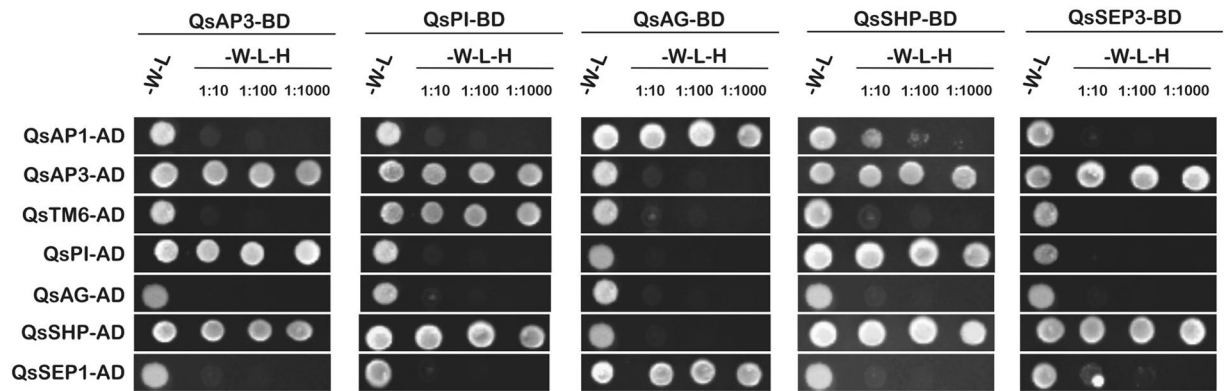 QsAP3-BD QsPI-BD QsAG-BD QsSHP-BD QsSEP3-BD
-W-L -W-L-H -W-L -W-L-H -W-L -W-L-H -W-L -W-L-H -W-L -W-L-H
1:10 1:100 1:1000 1:10 1:100 1:1000 1:10 1:100 1:1000 1:10 1:100 1:1000 1:10 1:100 1:1000
QsAP1-AD
QsAP3-AD
QsTM6-AD
QsPI-AD
QsAG-AD
QsSHP-AD
QsSEP1-AD